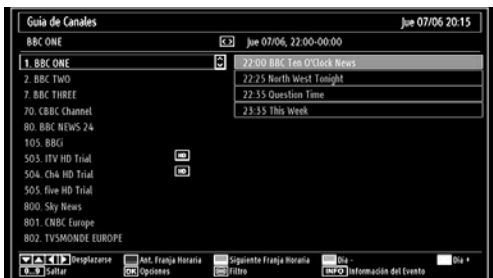 Guia de Canales Jue 07/06 20:15
BBC ONE Jue 07/06, 22:00-00:00
1. BBC ONE 22:00 BBC Ten O'Clock News
2. BBC TWO 22:25 North West Tonight
7. BBC THREE 22:35 Question Time
70. CBBC Channel 23:35 This Week
80. BBC NEWS 24
105. BBCi
503. ITV HD Trial HD
504. Ch4 HD Trial HD
505. five HD Trial
800. Sky News
801. CNBC Europe
802. TV5MONDE EUROPE
Desplazarse Ant. Franja Horaria Siguiente Franja Horaria Día - Día +
0...9 Saltar OK Opciones Filtro INFO Información del Evento